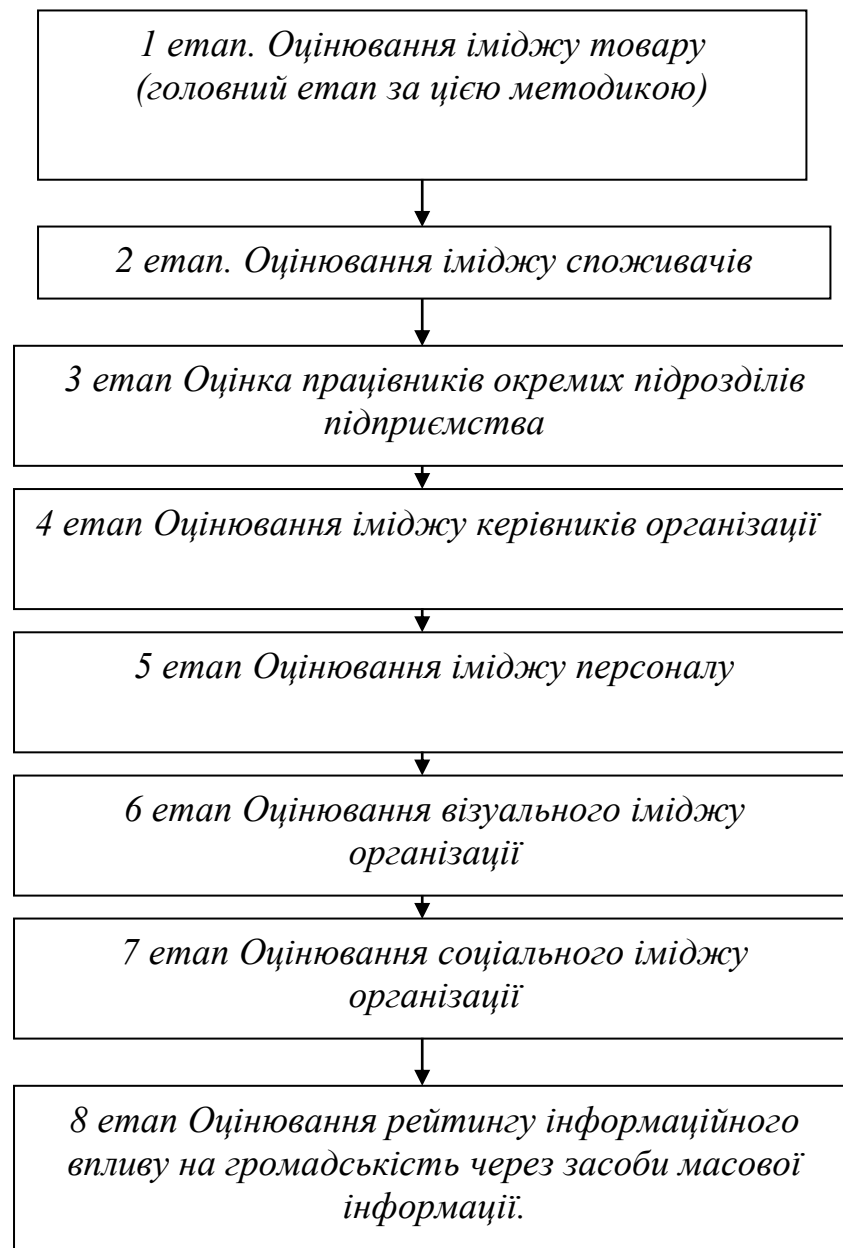 1 етап. Оцінювання іміджу товару
(головний етап за цією методикою)
2 етап. Оцінювання іміджу споживачів
3 етап Оцінка працівників окремих підрозділів
підприємства
4 етап Оцінювання іміджу керівників організації
5 етап Оцінювання іміджу персоналу
6 етап Оцінювання візуального іміджу
організації
7 етап Оцінювання соціального іміджу
організації
8 етап Оцінювання рейтингу інформаційного
впливу на громадськість через засоби масової
інформації.